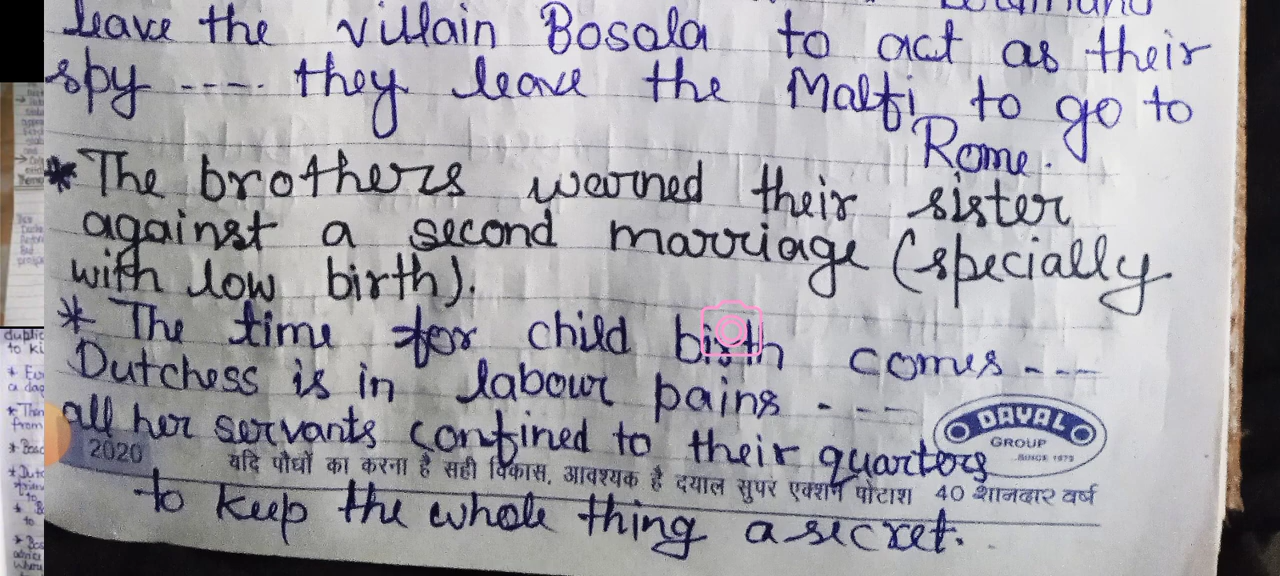 leave the villain Bosola to act as their
spy ---- they leave the Malfi to go to
Rome.
* The brothers warned their sister
against a second marriage (specially
with low birth).
* The time for child birth comes ---
Dutchess is in labour pains - --
all her servants confined to their quarters
DAYAL
GROUP
SINCE 1979
2020
यदि पौधों का करना है सही विकास, आवश्यक है दयाल सुपर एक्शन पोटाश 40 शानदार वर्ष
to keep the whole thing a secret.